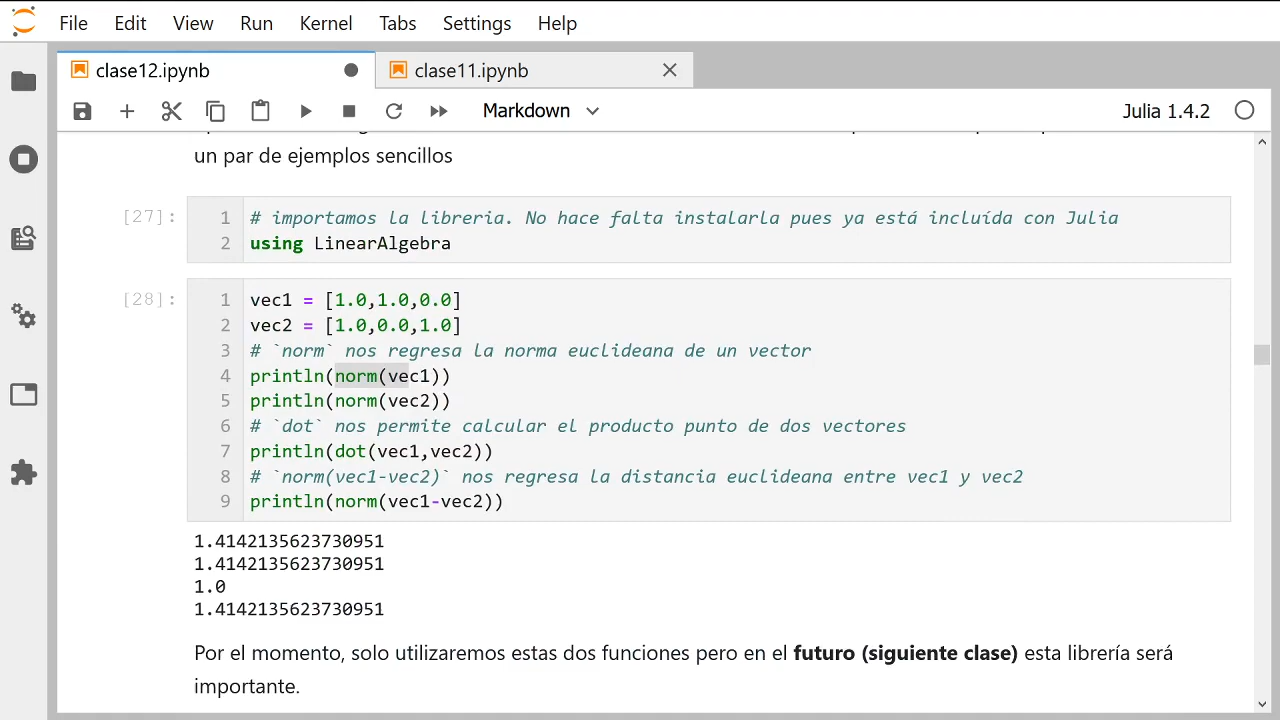 File Edit View Run Kernel Tabs Settings Help
clase12.ipynb clase11.ipynb
Markdown Julia 1.4.2
un par de ejemplos sencillos
[27]: 1 # importamos la libreria. No hace falta instalarla pues ya está incluída con Julia
2 using LinearAlgebra
[28]: 1 vec1 = [1.0,1.0,0.0]
2 vec2 = [1.0,0.0,1.0]
3 # `norm` nos regresa la norma euclideana de un vector
4 println(norm(vec1))
5 println(norm(vec2))
6 # `dot` nos permite calcular el producto punto de dos vectores
7 println(dot(vec1,vec2))
8 # `norm(vec1-vec2)` nos regresa la distancia euclideana entre vec1 y vec2
9 println(norm(vec1-vec2))
1.4142135623730951
1.4142135623730951
1.0
1.4142135623730951
Por el momento, solo utilizaremos estas dos funciones pero en el futuro (siguiente clase) esta librería será
importante.